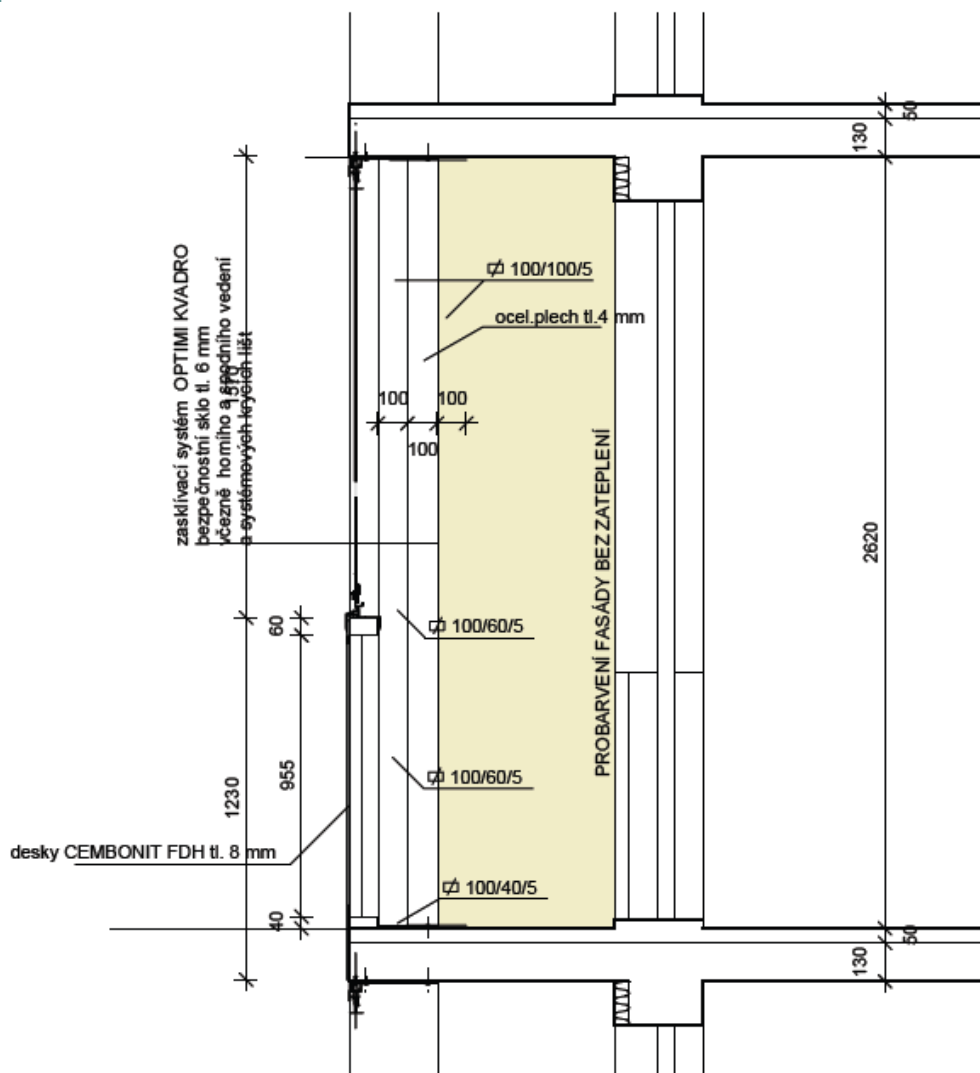 50
130
zasklívací systém OPTIMI KVADRO
bezpečnostní sklo tl. 6 mm
včezně horního a spodního vedení
a systémových krycích lišt
1570
100/100/5
ocel.plech tl.4 mm
100
100
100
PROBARVENÍ FASÁDY BEZ ZATEPLENÍ
2620
60
100/60/5
955
1230
100/60/5
desky CEMBONIT FDH tl. 8 mm
100/40/5
40
50
130